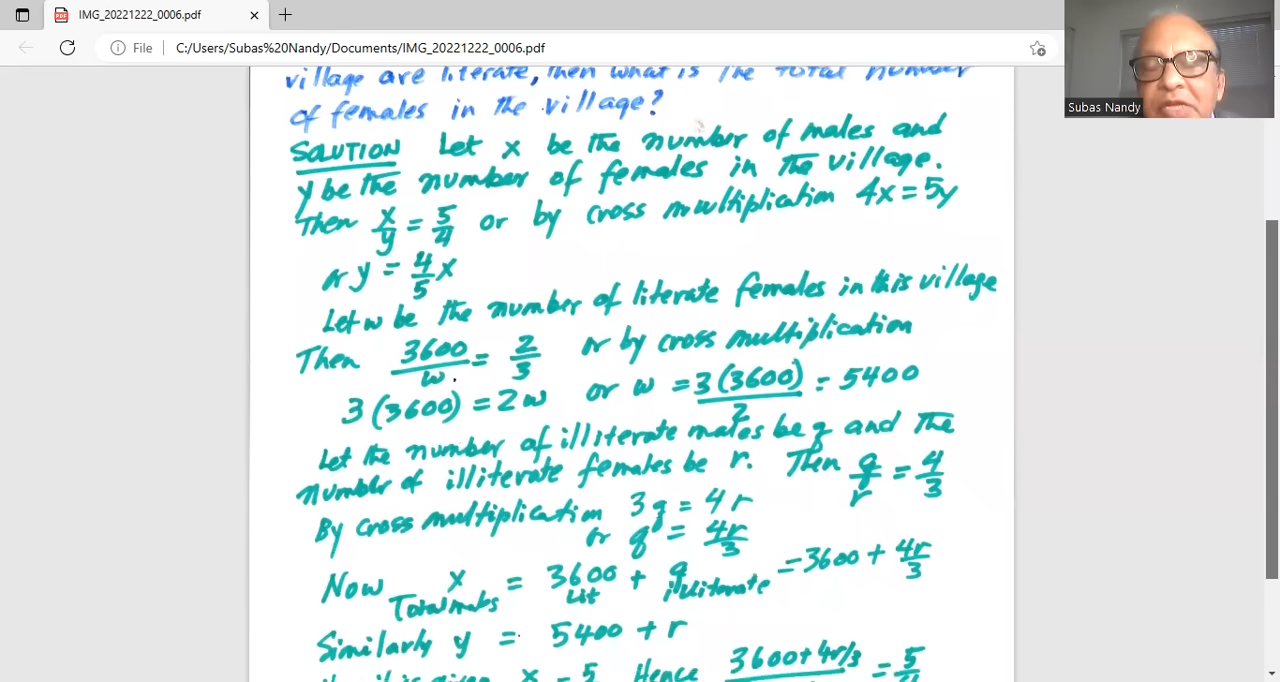 IMG_20221222_0006.pdf
File C:/Users/Subas%20Nandy/Documents/IMG_20221222_0006.pdf
Subas Nandy
village are literate, then what is the total number
of females in the village?
SOLUTION Let x be the number of males and
y be the number of females in the village.
Then x/y = 5/4 or by cross multiplication 4x = 5y
or y = 4/5 x
Let w be the number of literate females in this village
Then 3600/w = 2/3 or by cross multiplication
3(3600) = 2w or w = 3(3600)/2 = 5400
Let the number of illiterate males be q and the
number of illiterate females be r. Then q/r = 4/3
By cross multiplication 3q = 4r
or q = 4r/3
Now x = 3600 + q = 3600 + 4r/3
Total males Lit illiterate
Similarly y = 5400 + r
it is given x = 5 Hence 3600+4r/3 = 5/4